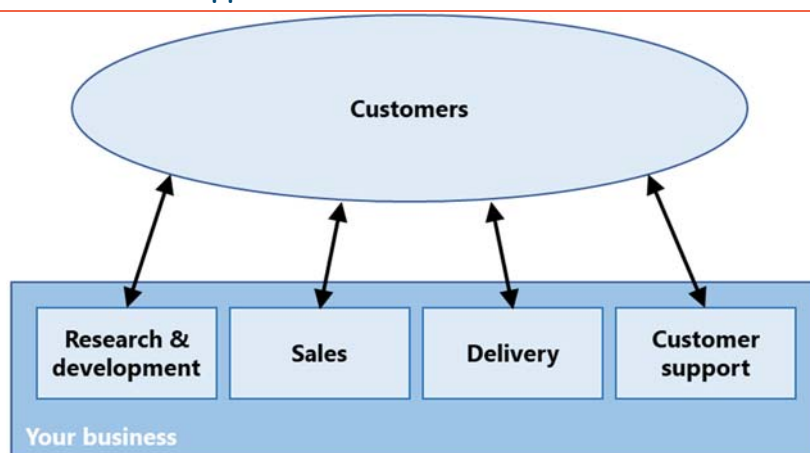 Customers
Research &
development
Sales
Delivery
Customer
support
Your business